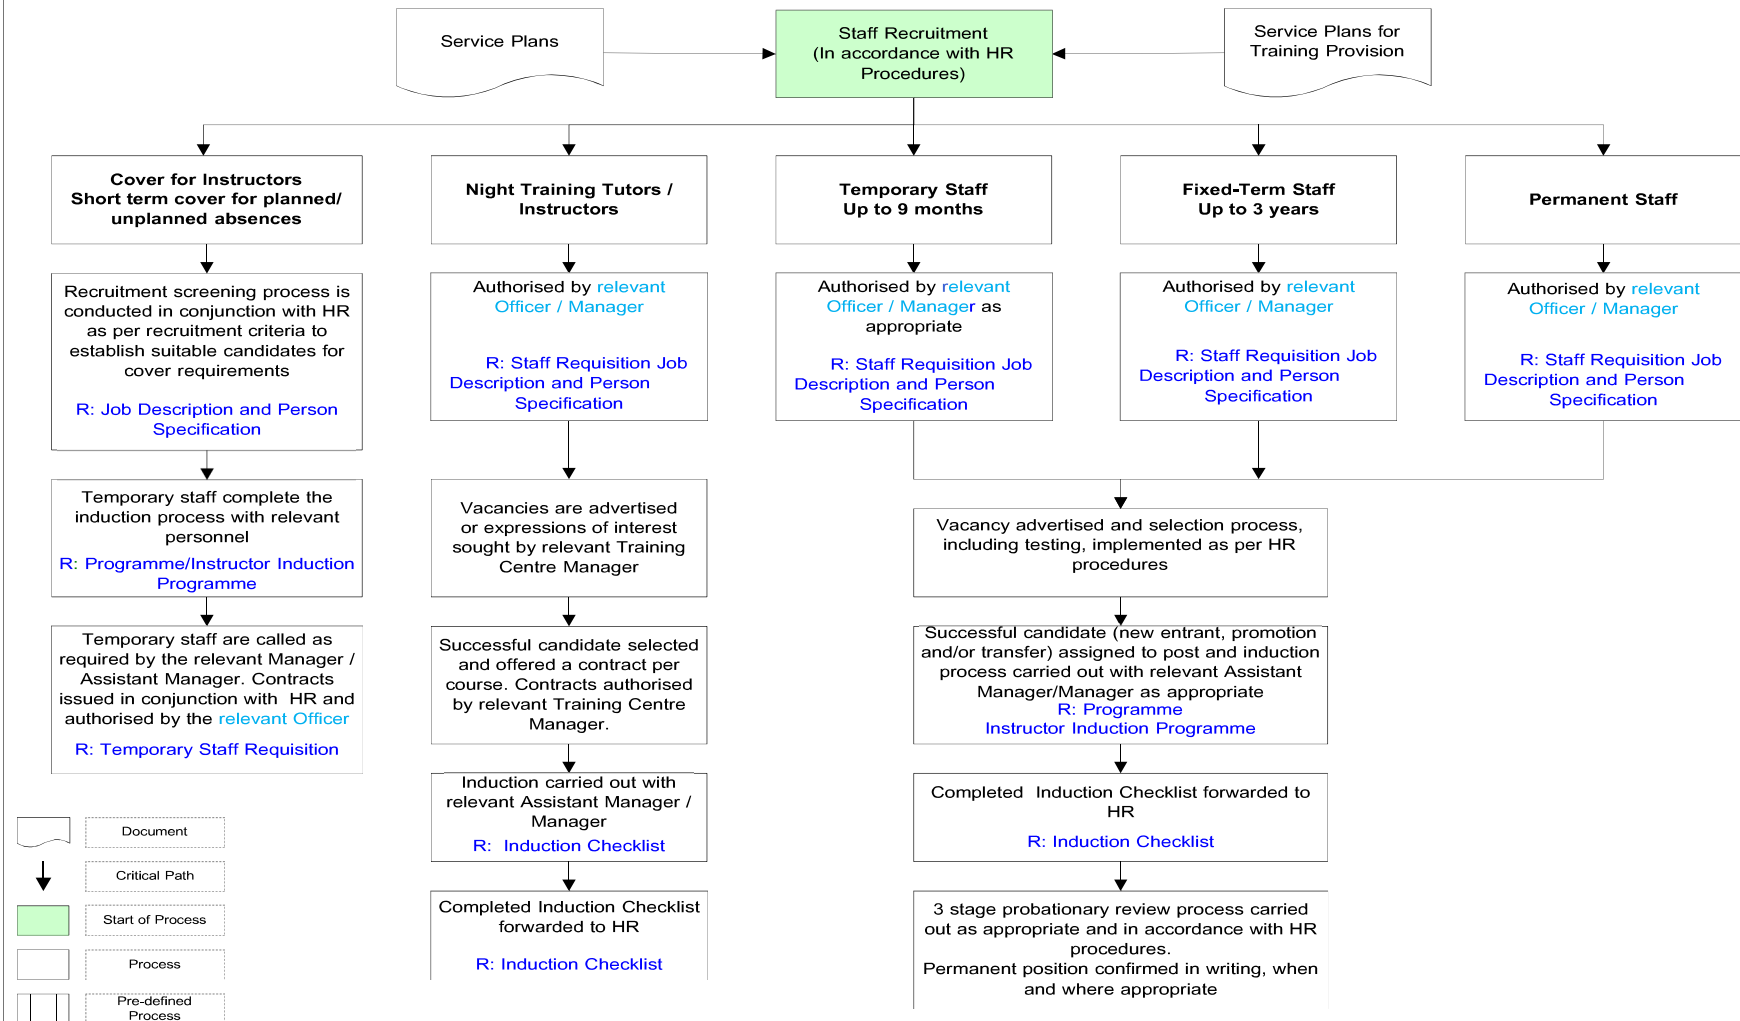 Service Plans
Staff Recruitment
(In accordance with HR
Procedures)
Service Plans for
Training Provision
Cover for Instructors
Short term cover for planned/
unplanned absences
Night Training Tutors /
Instructors
Temporary Staff
Up to 9 months
Fixed-Term Staff
Up to 3 years
Permanent Staff
Recruitment screening process is
conducted in conjunction with HR
as per recruitment criteria to
establish suitable candidates for
cover requirements
R: Job Description and Person
Specification
Authorised by relevant
Officer / Manager
R: Staff Requisition Job
Description and Person
Specification
Authorised by relevant
Officer / Manager as
appropriate
R: Staff Requisition Job
Description and Person
Specification
Authorised by relevant
Officer / Manager
R: Staff Requisition Job
Description and Person
Specification
Authorised by relevant
Officer / Manager
R: Staff Requisition Job
Description and Person
Specification
Temporary staff complete the
induction process with relevant
personnel
R: Programme/Instructor Induction
Programme
Vacancies are advertised
or expressions of interest
sought by relevant Training
Centre Manager
Vacancy advertised and selection process,
including testing, implemented as per HR
procedures
Temporary staff are called as
required by the relevant Manager /
Assistant Manager. Contracts
issued in conjunction with HR and
authorised by the relevant Officer
R: Temporary Staff Requisition
Successful candidate selected
and offered a contract per
course. Contracts authorised
by relevant Training Centre
Manager.
Successful candidate (new entrant, promotion
and/or transfer) assigned to post and induction
process carried out with relevant Assistant
Manager/Manager as appropriate
R: Programme
Instructor Induction Programme
Induction carried out with
relevant Assistant Manager /
Manager
R: Induction Checklist
Completed Induction Checklist forwarded to
HR
R: Induction Checklist
Completed Induction Checklist
forwarded to HR
R: Induction Checklist
3 stage probationary review process carried
out as appropriate and in accordance with HR
procedures.
Permanent position confirmed in writing, when
and where appropriate
Document
Critical Path
Start of Process
Process
Pre-defined
Process